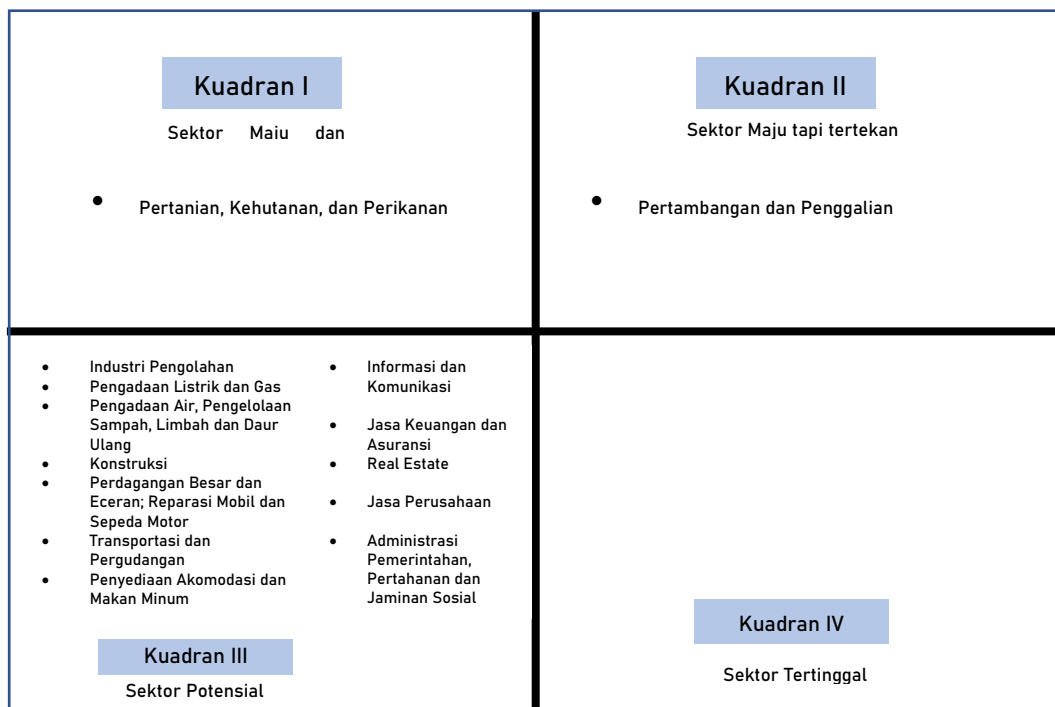 Kuadran I
Sektor Maiu dan
• Pertanian, Kehutanan, dan Perikanan
Kuadran II
Sektor Maju tapi tertekan
• Pertambangan dan Penggalian
• Industri Pengolahan
• Pengadaan Listrik dan Gas
• Pengadaan Air, Pengelolaan
Sampah, Limbah dan Daur
Ulang
• Konstruksi
• Perdagangan Besar dan
Eceran; Reparasi Mobil dan
Sepeda Motor
• Transportasi dan
Pergudangan
• Penyediaan Akomodasi dan
Makan Minum
• Informasi dan
Komunikasi
• Jasa Keuangan dan
Asuransi
• Real Estate
• Jasa Perusahaan
• Administrasi
Pemerintahan,
Pertahanan dan
Jaminan Sosial
Kuadran III
Sektor Potensial
Kuadran IV
Sektor Tertinggal